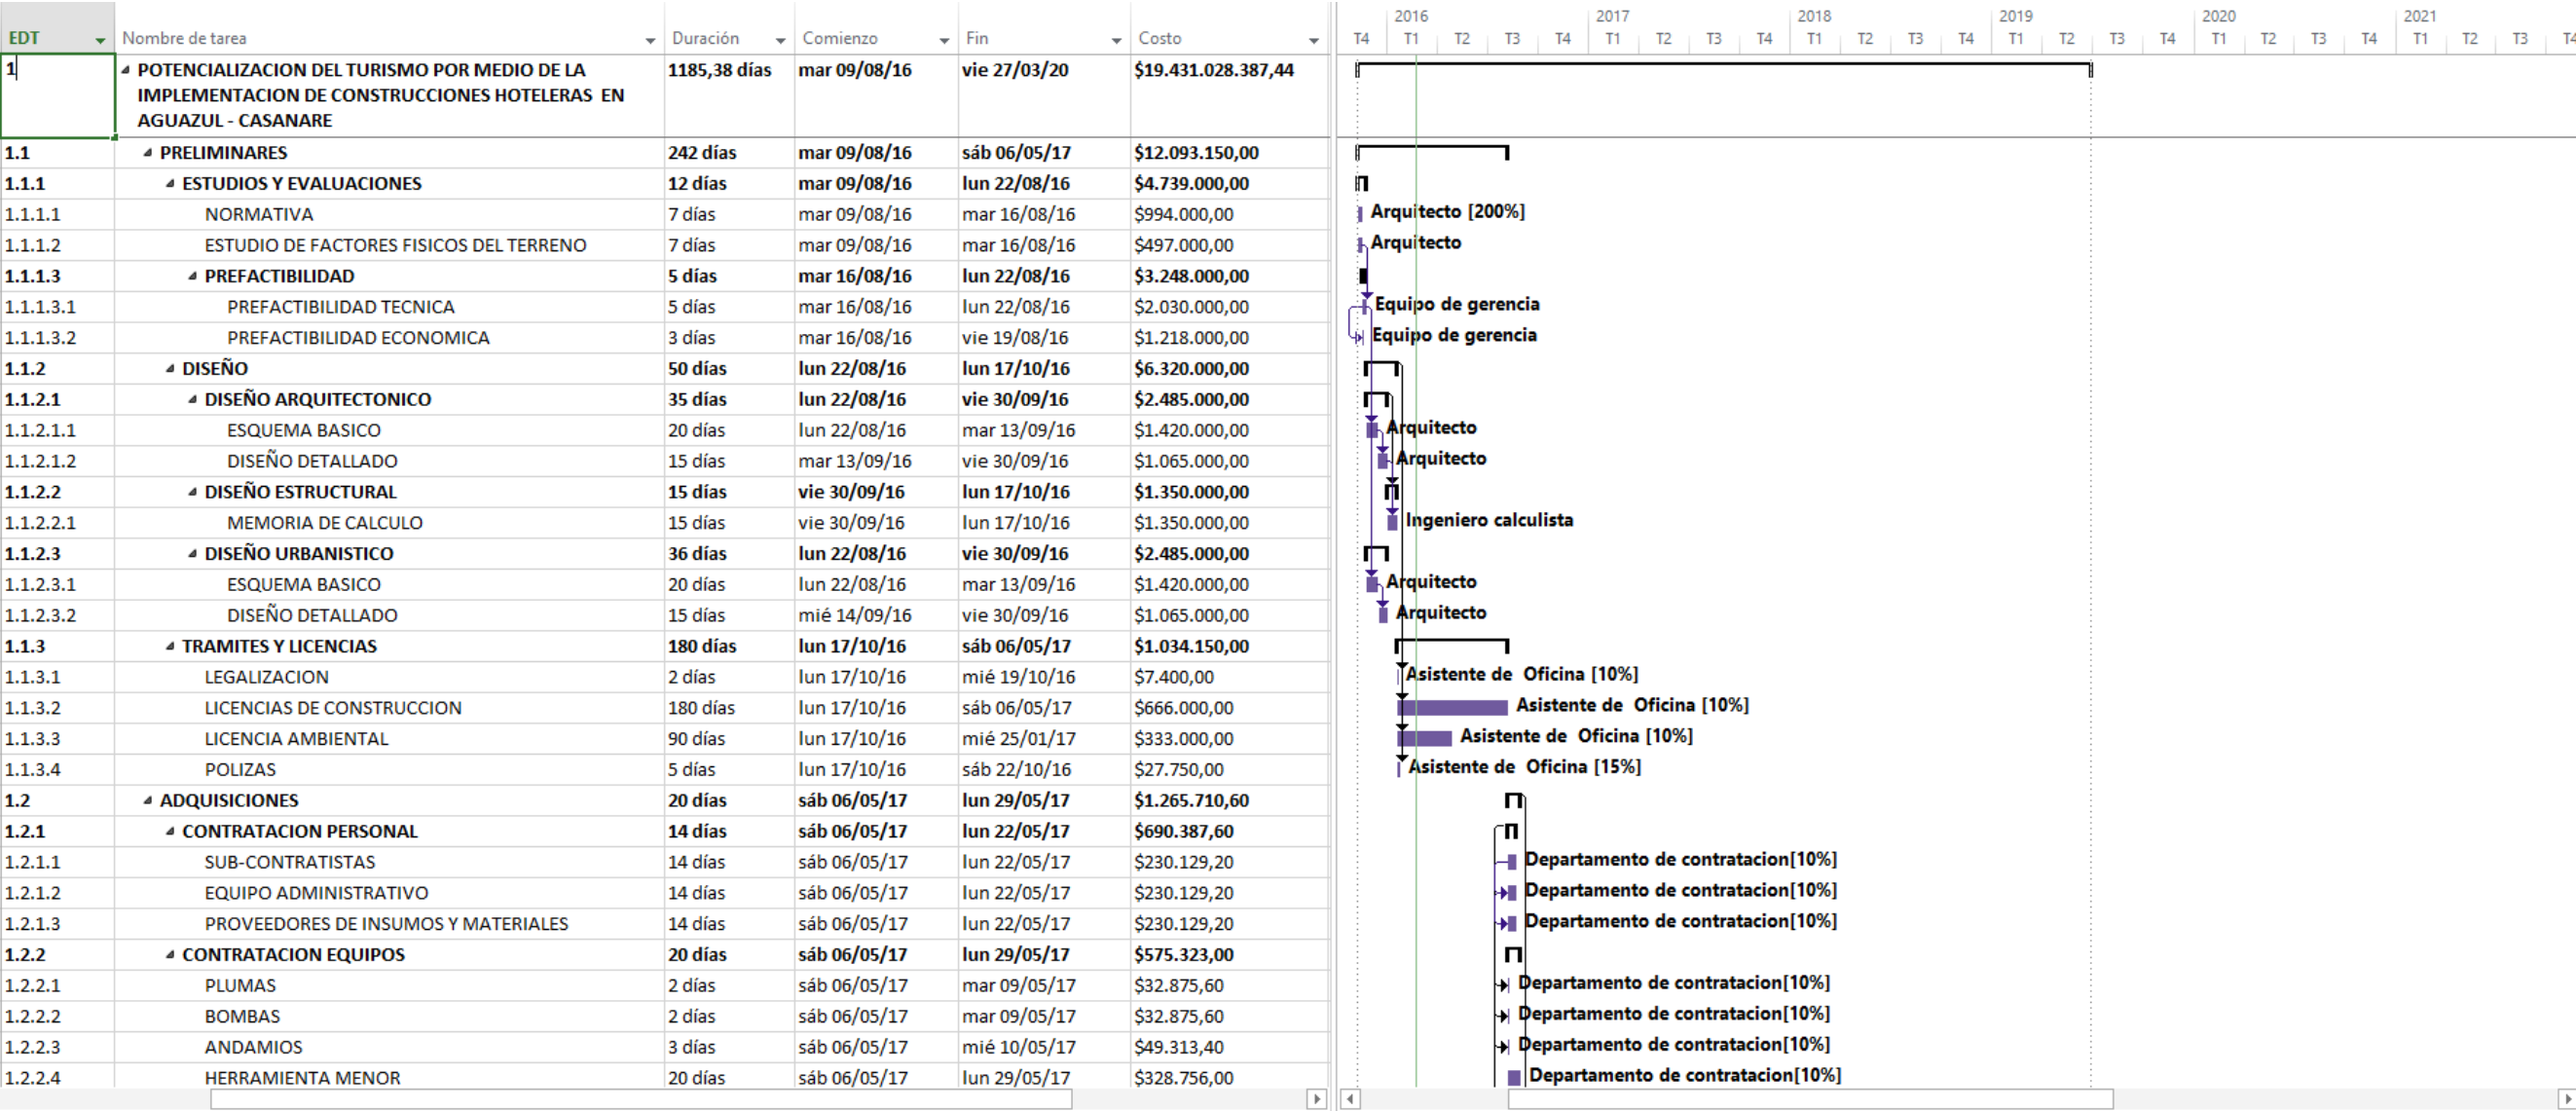 2016 2017 2018 2019 2020 2021
EDT Nombre de tarea Duración Comienzo Fin Costo T4 T1 T2 T3 T4 T1 T2 T3 T4 T1 T2 T3 T4 T1 T2 T3 T4 T1 T2 T3 T4 T1 T2 T3 T4
1 POTENCIALIZACION DEL TURISMO POR MEDIO DE LA 1185,38 días mar 09/08/16 vie 27/03/20 $19.431.028.387,44
IMPLEMENTACION DE CONSTRUCCIONES HOTELERAS EN
AGUAZUL - CASANARE
1.1 PRELIMINARES 242 días mar 09/08/16 sáb 06/05/17 $12.093.150,00
1.1.1 ESTUDIOS Y EVALUACIONES 12 días mar 09/08/16 lun 22/08/16 $4.739.000,00
1.1.1.1 NORMATIVA 7 días mar 09/08/16 mar 16/08/16 $994.000,00 Arquitecto [200%]
1.1.1.2 ESTUDIO DE FACTORES FISICOS DEL TERRENO 7 días mar 09/08/16 mar 16/08/16 $497.000,00 Arquitecto
1.1.1.3 PREFACTIBILIDAD 5 días mar 16/08/16 lun 22/08/16 $3.248.000,00
1.1.1.3.1 PREFACTIBILIDAD TECNICA 5 días mar 16/08/16 lun 22/08/16 $2.030.000,00 Equipo de gerencia
1.1.1.3.2 PREFACTIBILIDAD ECONOMICA 3 días mar 16/08/16 vie 19/08/16 $1.218.000,00 Equipo de gerencia
1.1.2 DISEÑO 50 días lun 22/08/16 lun 17/10/16 $6.320.000,00
1.1.2.1 DISEÑO ARQUITECTONICO 35 días lun 22/08/16 vie 30/09/16 $2.485.000,00
1.1.2.1.1 ESQUEMA BASICO 20 días lun 22/08/16 mar 13/09/16 $1.420.000,00 Arquitecto
1.1.2.1.2 DISEÑO DETALLADO 15 días mar 13/09/16 vie 30/09/16 $1.065.000,00 Arquitecto
1.1.2.2 DISEÑO ESTRUCTURAL 15 días vie 30/09/16 lun 17/10/16 $1.350.000,00
1.1.2.2.1 MEMORIA DE CALCULO 15 días vie 30/09/16 lun 17/10/16 $1.350.000,00 Ingeniero calculista
1.1.2.3 DISEÑO URBANISTICO 36 días lun 22/08/16 vie 30/09/16 $2.485.000,00
1.1.2.3.1 ESQUEMA BASICO 20 días lun 22/08/16 mar 13/09/16 $1.420.000,00 Arquitecto
1.1.2.3.2 DISEÑO DETALLADO 15 días mié 14/09/16 vie 30/09/16 $1.065.000,00 Arquitecto
1.1.3 TRAMITES Y LICENCIAS 180 días lun 17/10/16 sáb 06/05/17 $1.034.150,00
1.1.3.1 LEGALIZACION 2 días lun 17/10/16 mié 19/10/16 $7.400,00 Asistente de Oficina [10%]
1.1.3.2 LICENCIAS DE CONSTRUCCION 180 días lun 17/10/16 sáb 06/05/17 $666.000,00 Asistente de Oficina [10%]
1.1.3.3 LICENCIA AMBIENTAL 90 días lun 17/10/16 mié 25/01/17 $333.000,00 Asistente de Oficina [10%]
1.1.3.4 POLIZAS 5 días lun 17/10/16 sáb 22/10/16 $27.750,00 Asistente de Oficina [15%]
1.2 ADQUISICIONES 20 días sáb 06/05/17 lun 29/05/17 $1.265.710,60
1.2.1 CONTRATACION PERSONAL 14 días sáb 06/05/17 lun 22/05/17 $690.387,60
1.2.1.1 SUB-CONTRATISTAS 14 días sáb 06/05/17 lun 22/05/17 $230.129,20 Departamento de contratacion[10%]
1.2.1.2 EQUIPO ADMINISTRATIVO 14 días sáb 06/05/17 lun 22/05/17 $230.129,20 Departamento de contratacion[10%]
1.2.1.3 PROVEEDORES DE INSUMOS Y MATERIALES 14 días sáb 06/05/17 lun 22/05/17 $230.129,20 Departamento de contratacion[10%]
1.2.2 CONTRATACION EQUIPOS 20 días sáb 06/05/17 lun 29/05/17 $575.323,00
1.2.2.1 PLUMAS 2 días sáb 06/05/17 mar 09/05/17 $32.875,60 Departamento de contratacion[10%]
1.2.2.2 BOMBAS 2 días sáb 06/05/17 mar 09/05/17 $32.875,60 Departamento de contratacion[10%]
1.2.2.3 ANDAMIOS 3 días sáb 06/05/17 mié 10/05/17 $49.313,40 Departamento de contratacion[10%]
1.2.2.4 HERRAMIENTA MENOR 20 días sáb 06/05/17 lun 29/05/17 $328.756,00 Departamento de contratacion[10%]